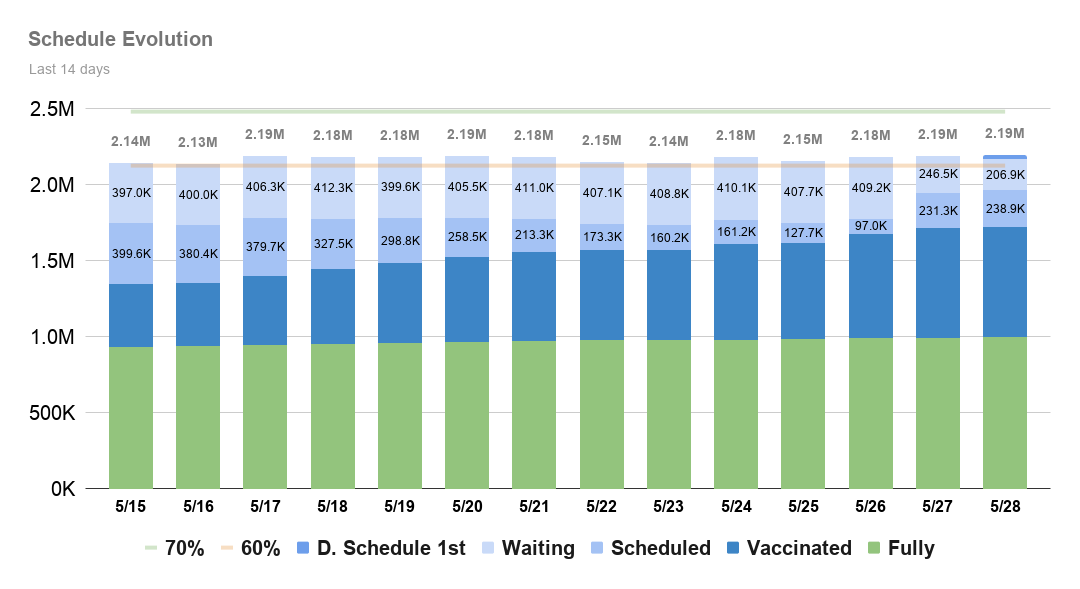 Schedule Evolution
Last 14 days
2.5M
2.14M 2.13M 2.19M 2.18M 2.18M 2.19M 2.18M 2.15M 2.14M 2.18M 2.15M 2.18M 2.19M 2.19M
2.0M
397.0K 400.0K 406.3K 412.3K 399.6K 405.5K 411.0K 407.1K 408.8K 410.1K 407.7K 409.2K 246.5K 206.9K
399.6K 380.4K 379.7K 327.5K 298.8K 258.5K 213.3K 173.3K 160.2K 161.2K 127.7K 97.0K 231.3K 238.9K
1.5M
1.0M
500K
0K
5/15 5/16 5/17 5/18 5/19 5/20 5/21 5/22 5/23 5/24 5/25 5/26 5/27 5/28
70% 60% D. Schedule 1st Waiting Scheduled Vaccinated Fully